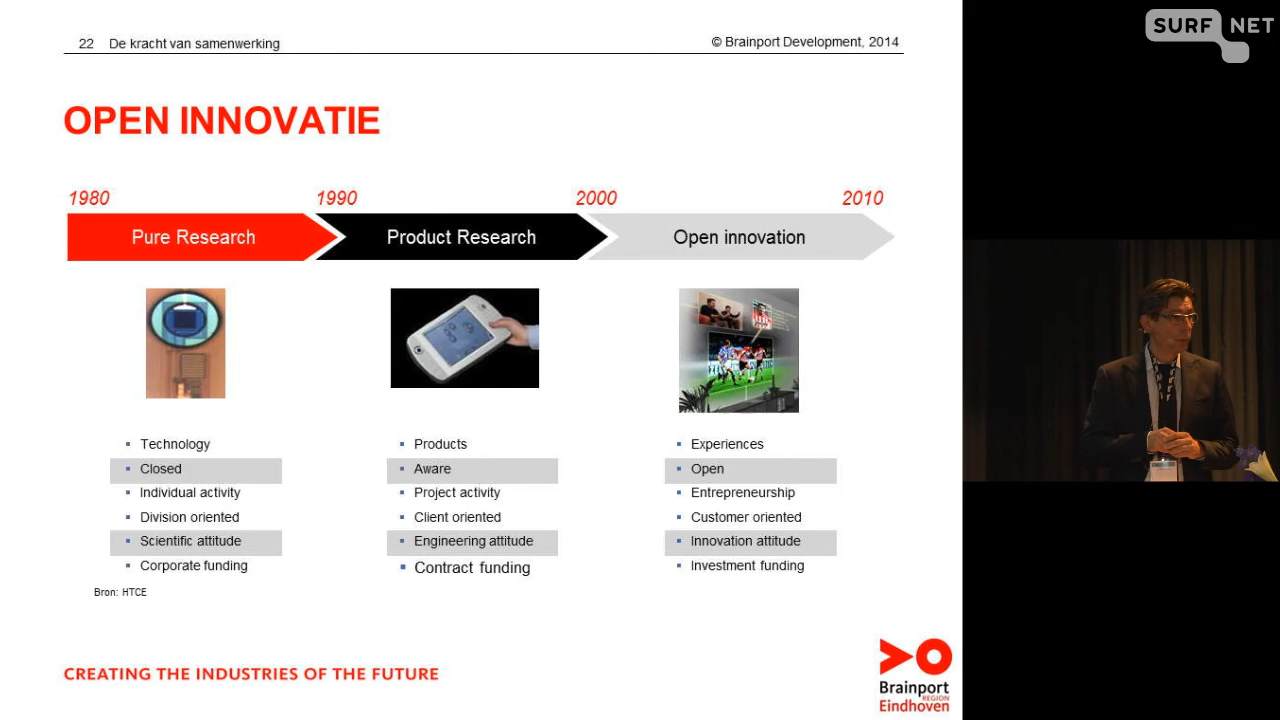 22 De kracht van samenwerking
© Brainport Development, 2014
SURF NET
OPEN INNOVATIE
1980 1990 2000 2010
Pure Research Product Research Open innovation
▪ Technology
▪ Closed
▪ Individual activity
▪ Division oriented
▪ Scientific attitude
▪ Corporate funding
▪ Products
▪ Aware
▪ Project activity
▪ Client oriented
▪ Engineering attitude
▪ Contract funding
▪ Experiences
▪ Open
▪ Entrepreneurship
▪ Customer oriented
▪ Innovation attitude
▪ Investment funding
Bron: HTCE
CREATING THE INDUSTRIES OF THE FUTURE
Brainport
REGION
Eindhoven